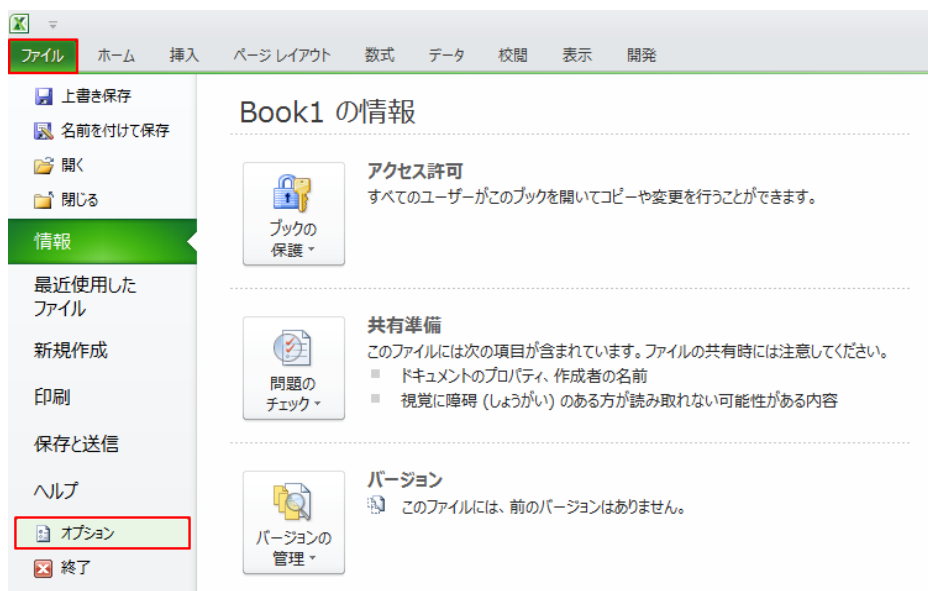 ファイル ホーム 挿入 ページ レイアウト 数式 データ 校閲 表示 開発
上書き保存
名前を付けて保存
開く
閉じる
情報
最近使用した
ファイル
新規作成
印刷
保存と送信
ヘルプ
オプション
終了
Book1 の情報
ブックの
保護
アクセス許可
すべてのユーザーがこのブックを開いてコピーや変更を行うことができます。
問題の
チェック
共有準備
このファイルには次の項目が含まれています。ファイルの共有時には注意してください。
ドキュメントのプロパティ、作成者の名前
視覚に障碍 (しょうがい) のある方が読み取れない可能性がある内容
バージョンの
管理
バージョン
このファイルには、前のバージョンはありません。